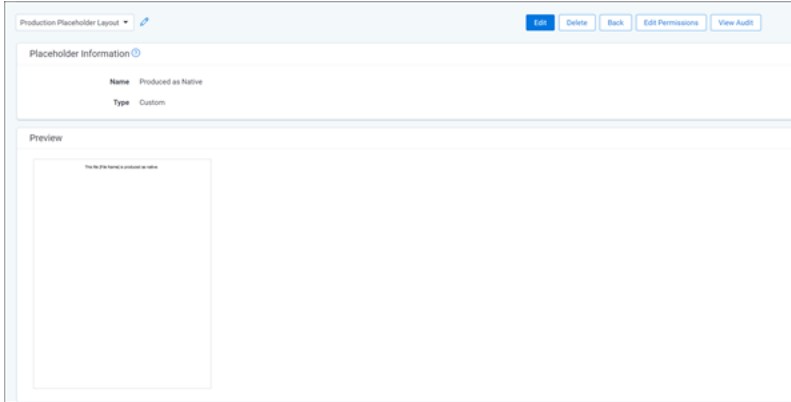 Production Placeholder Layout
Edit Delete Back Edit Permissions View Audit
Placeholder Information
Name Produced as Native
Type Custom
Preview
This file [File Name] is produced as native.